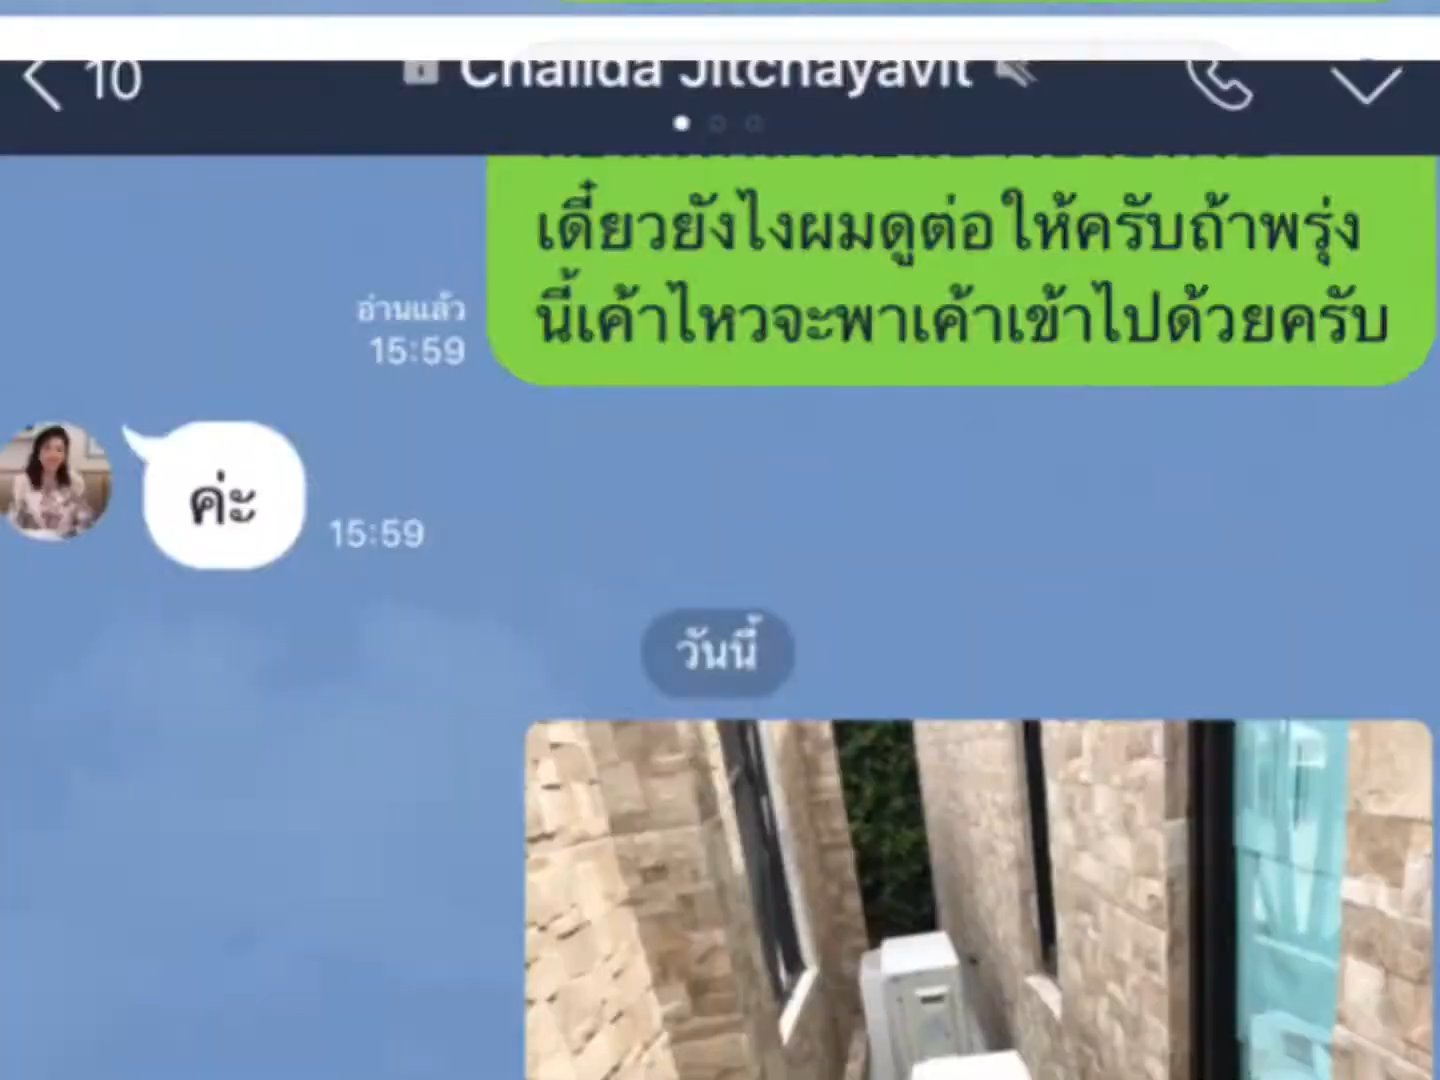 10
Chalida Jitchayavit
เดี๋ยวยังไงผมดูต่อให้ครับถ้าพรุ่ง
นี้เค้าไหวจะพาเค้าเข้าไปด้วยครับ
อ่านแล้ว
15:59
ค่ะ
15:59
วันนี้